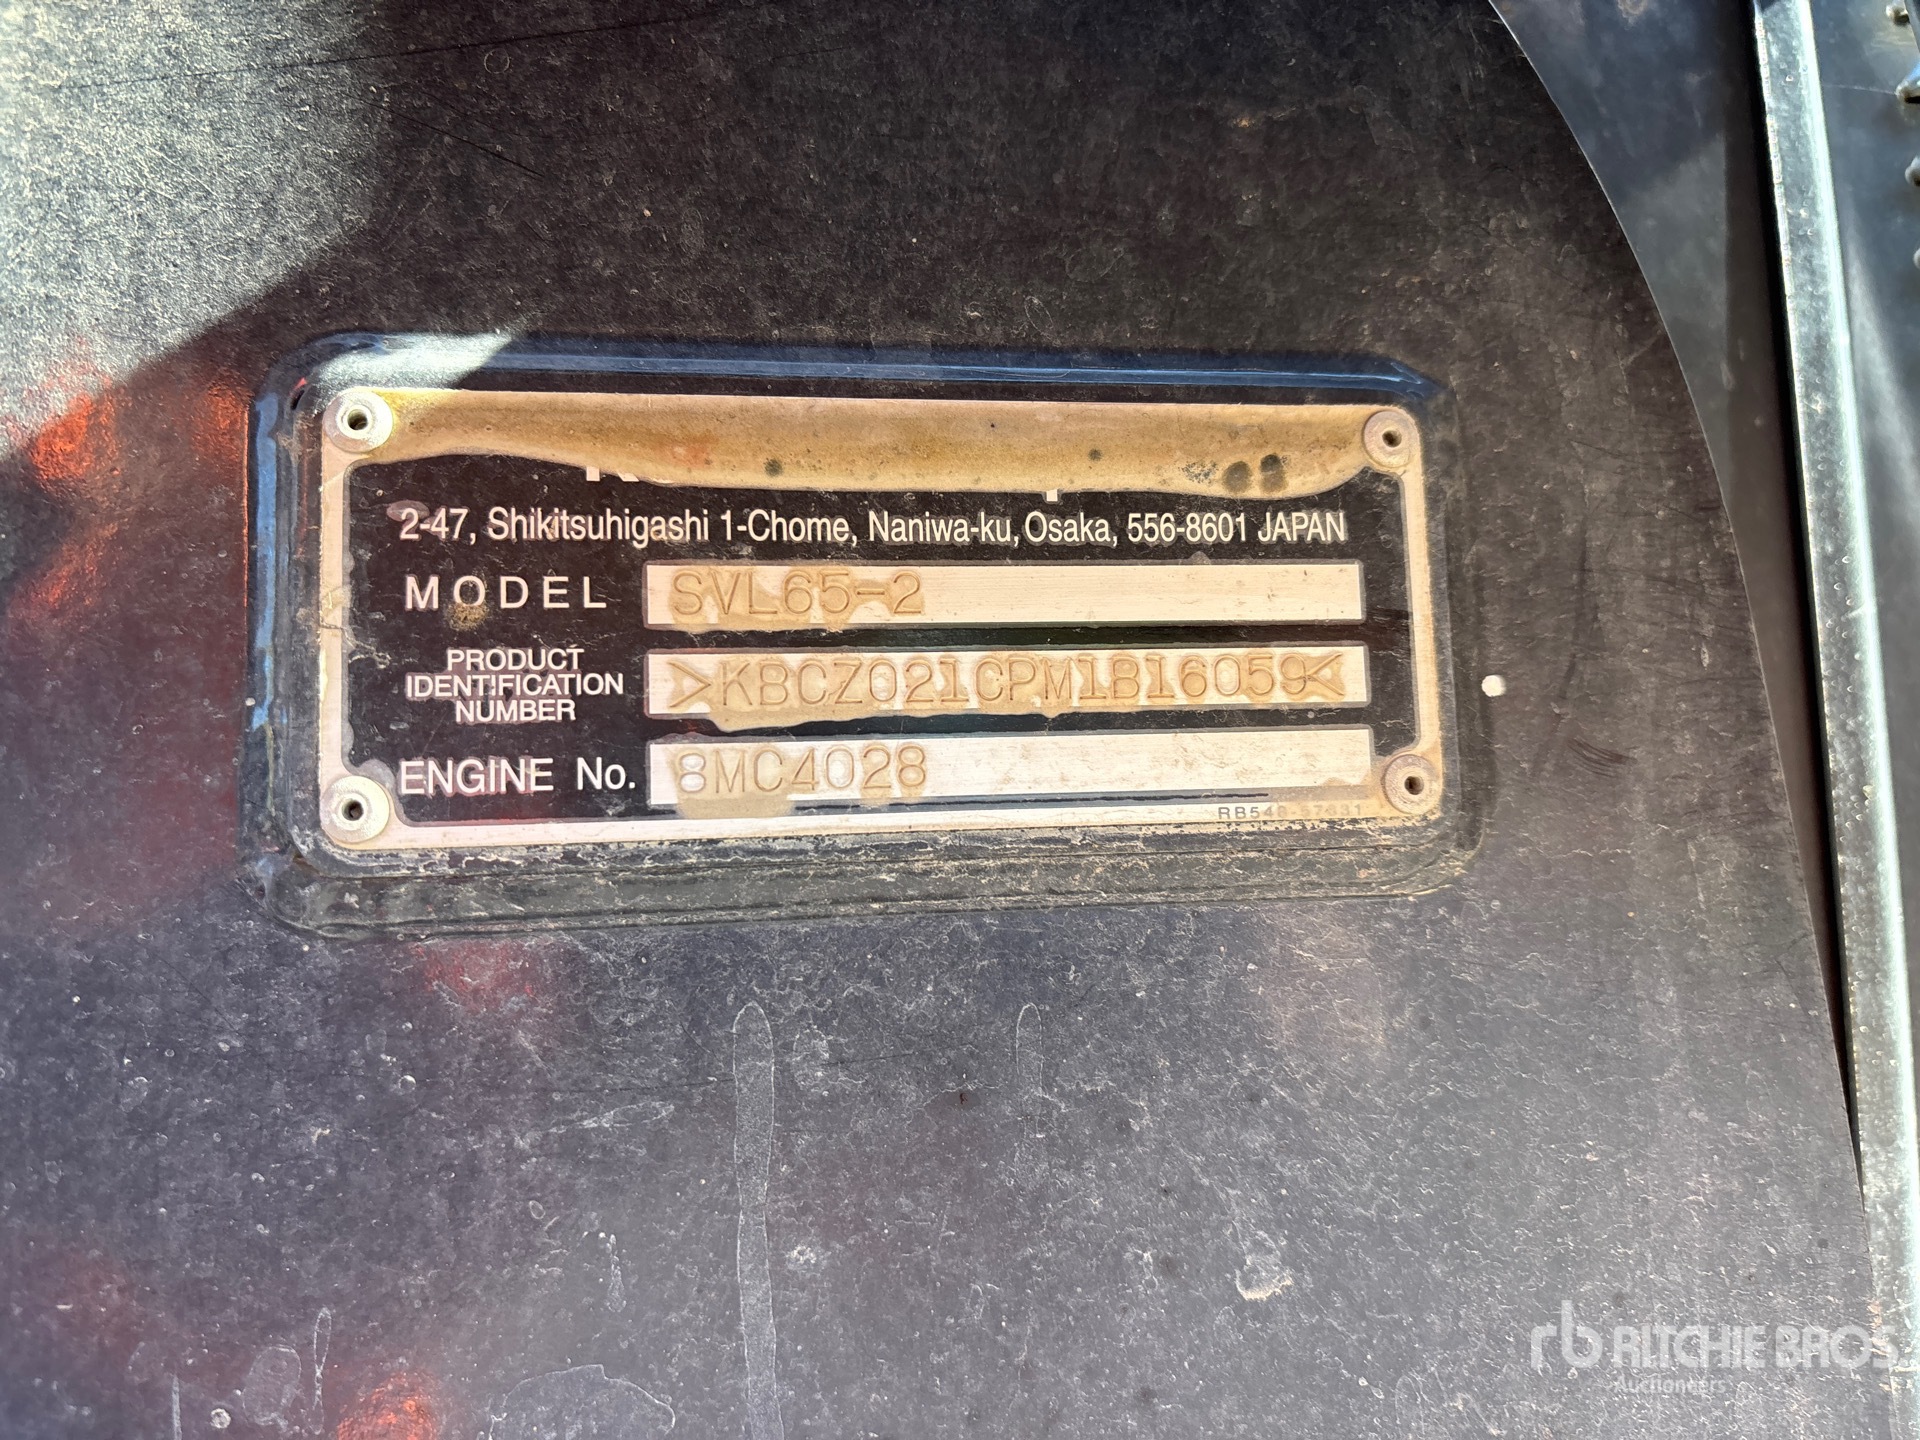 2-47, Shikitsuhigashi 1-Chome, Naniwa-ku, Osaka, 556-8601 JAPAN
MODEL SVL65-2
PRODUCT IDENTIFICATION NUMBER >KBCZ021CPM1B16059<
ENGINE No. 8MC4028
rb RITCHIE BROS.
Auctioneers